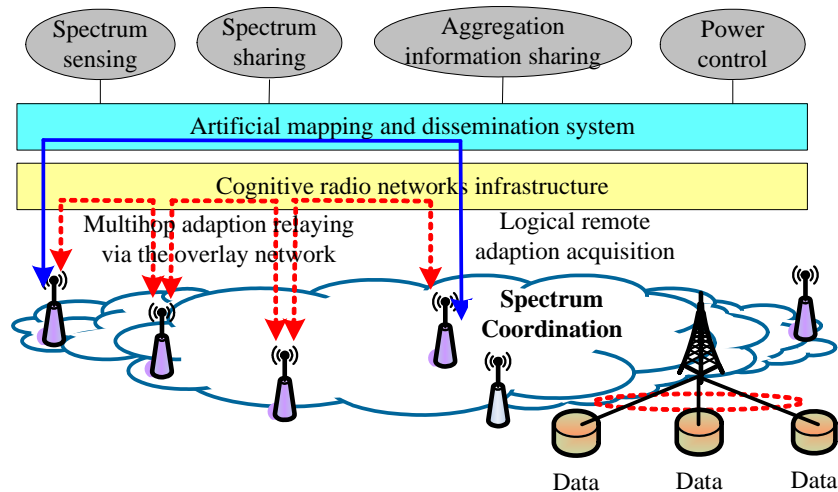 Spectrum
sensing
Spectrum
sharing
Aggregation
information sharing
Power
control
Artificial mapping and dissemination system
Cognitive radio networks infrastructure
Multihop adaption relaying
via the overlay network
Logical remote
adaption acquisition
Spectrum
Coordination
Data
Data
Data